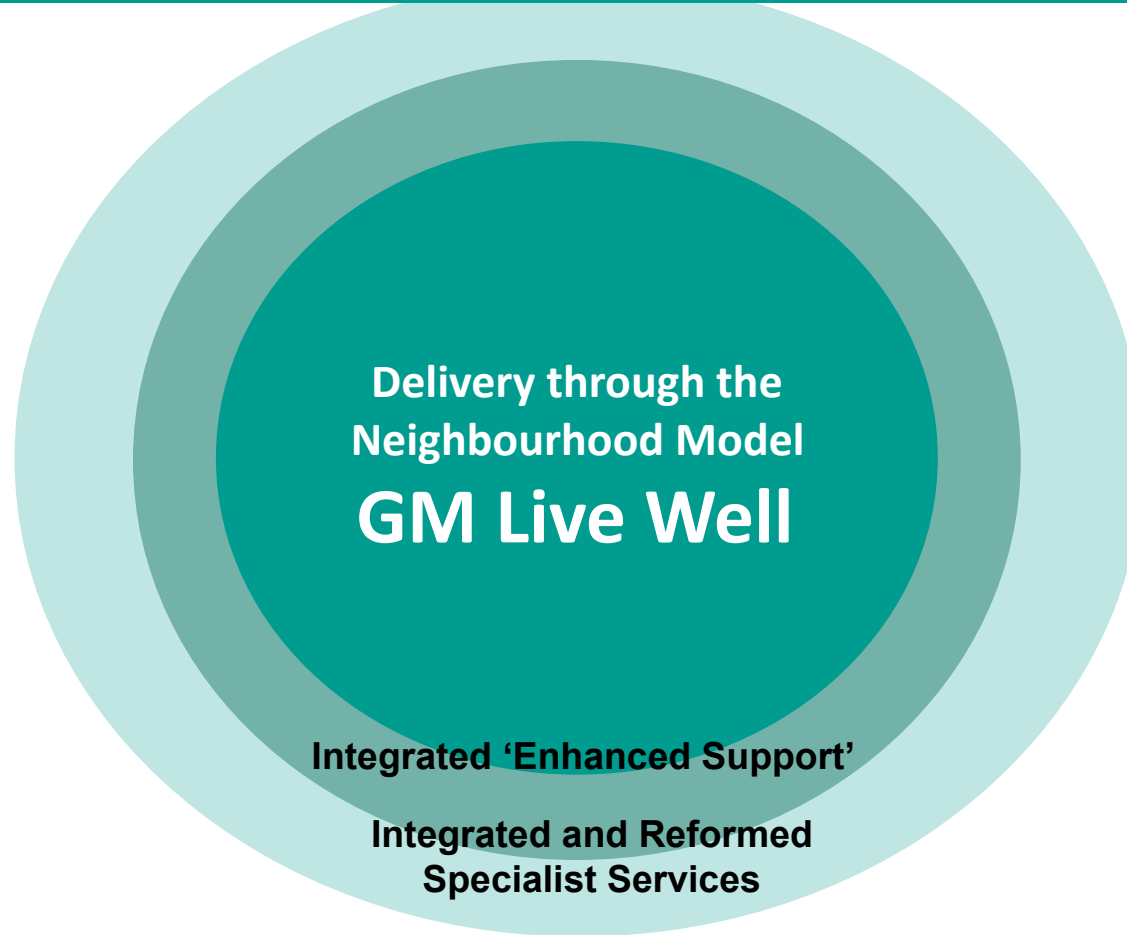 Delivery through the
Neighbourhood Model
GM Live Well
Integrated ‘Enhanced Support’
Integrated and Reformed
Specialist Services